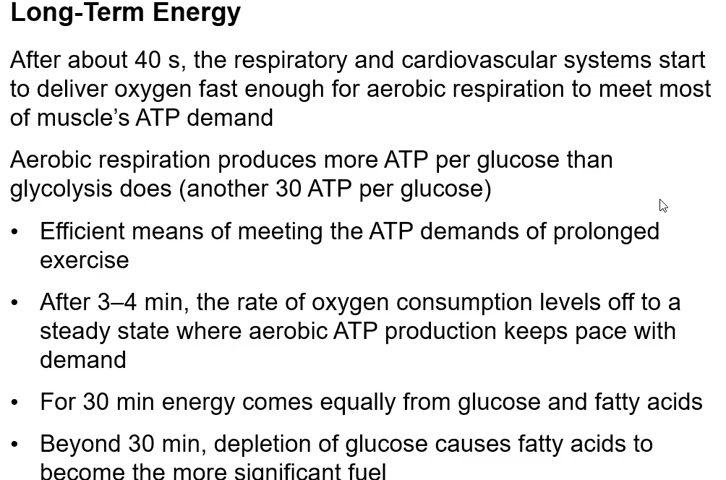 Long-Term Energy
After about 40 s, the respiratory and cardiovascular systems start
to deliver oxygen fast enough for aerobic respiration to meet most
of muscle’s ATP demand
Aerobic respiration produces more ATP per glucose than
glycolysis does (another 30 ATP per glucose)
• Efficient means of meeting the ATP demands of prolonged
exercise
• After 3–4 min, the rate of oxygen consumption levels off to a
steady state where aerobic ATP production keeps pace with
demand
• For 30 min energy comes equally from glucose and fatty acids
• Beyond 30 min, depletion of glucose causes fatty acids to
become the more significant fuel